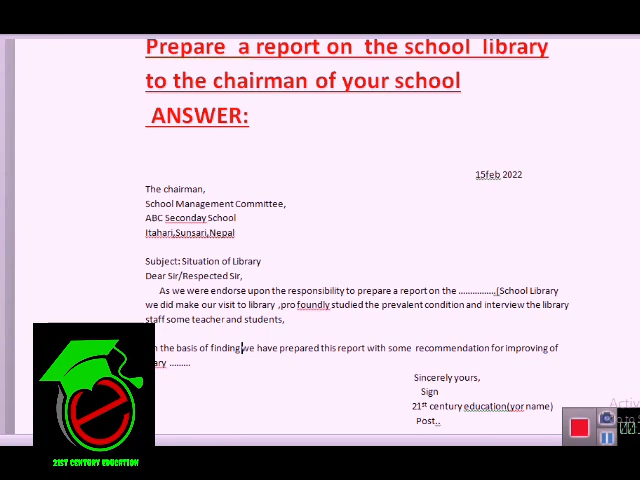 Prepare a report on the school library
to the chairman of your school
ANSWER:
15feb 2022
The chairman,
School Management Committee,
ABC Seconday School
Itahari,Sunsari,Nepal
Subject: Situation of Library
Dear Sir/Respected Sir,
As we were endorse upon the responsibility to prepare a report on the ................,(School Library
we did make our visit to library ,pro foundly studied the prevalent condition and interview the library
staff some teacher and students,
the basis of finding we have prepared this report with some recommendation for improving of
.........
Sincerely yours,
Sign
21st century education(yor name)
Post..
21ST CENTURY EDUCATION